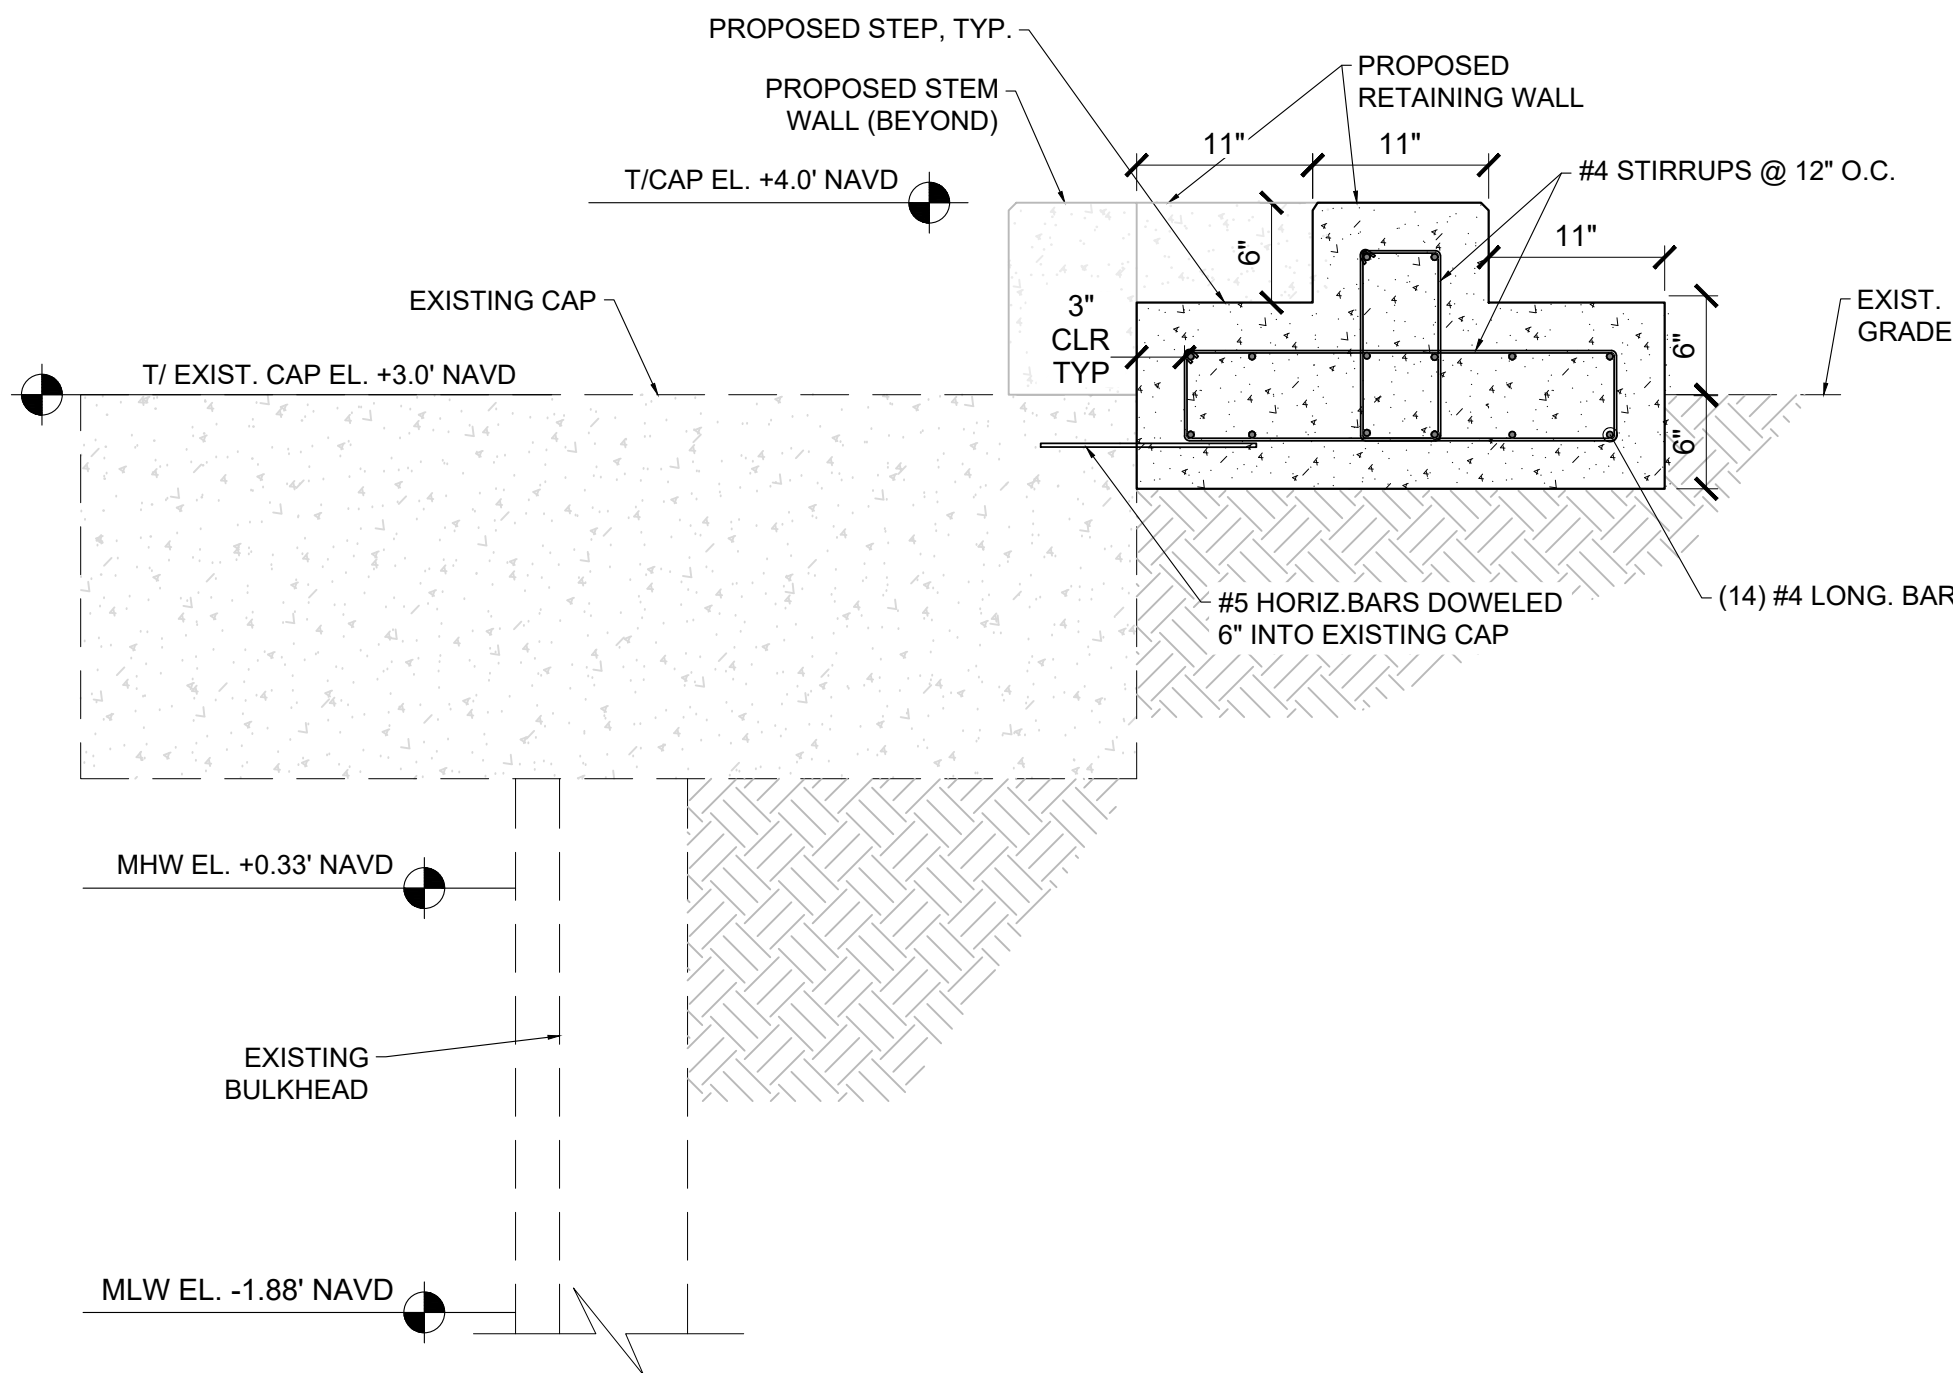 PROPOSED STEP, TYP.
PROPOSED
RETAINING WALL
PROPOSED STEM
WALL (BEYOND)
11"
11"
#4 STIRRUPS @ 12" O.C.
T/CAP EL. +4.0' NAVD
11"
6"
EXISTING CAP
3"
CLR
TYP
EXIST.
GRADE
6"
T/ EXIST. CAP EL. +3.0' NAVD
6"
#5 HORIZ.BARS DOWELED
6" INTO EXISTING CAP
(14) #4 LONG. BAR
MHW EL. +0.33' NAVD
EXISTING
BULKHEAD
MLW EL. -1.88' NAVD